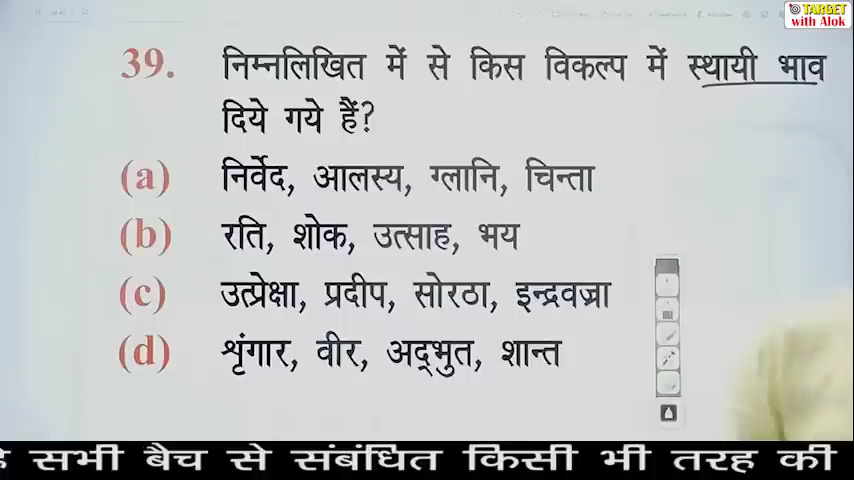 TARGET
with Alok
39. निम्नलिखित में से किस विकल्प में स्थायी भाव
दिये गये हैं?
(a) निर्वेद, आलस्य, ग्लानि, चिन्ता
(b) रति, शोक, उत्साह, भय
(c) उत्प्रेक्षा, प्रदीप, सोरठा, इन्द्रवज्रा
(d) शृंगार, वीर, अद्भुत, शान्त
सभी बैच से संबंधित किसी भी तरह की